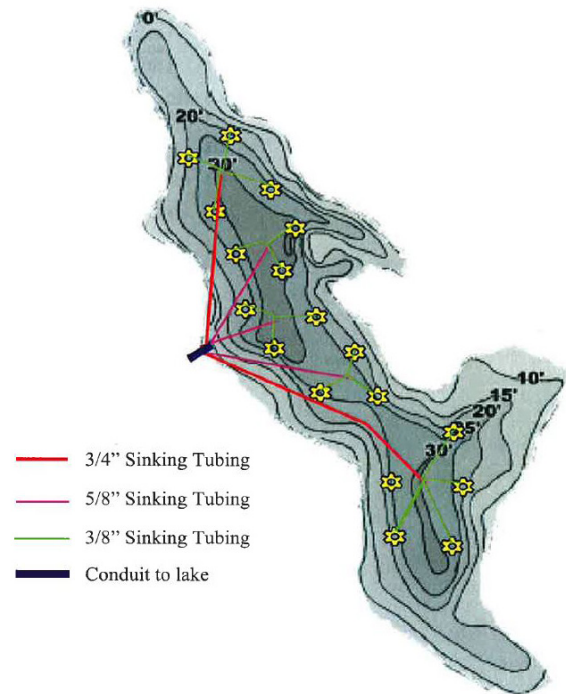 0'
20'
30'
10'
15'
20'
25'
30'
3/4” Sinking Tubing
5/8” Sinking Tubing
3/8” Sinking Tubing
Conduit to lake